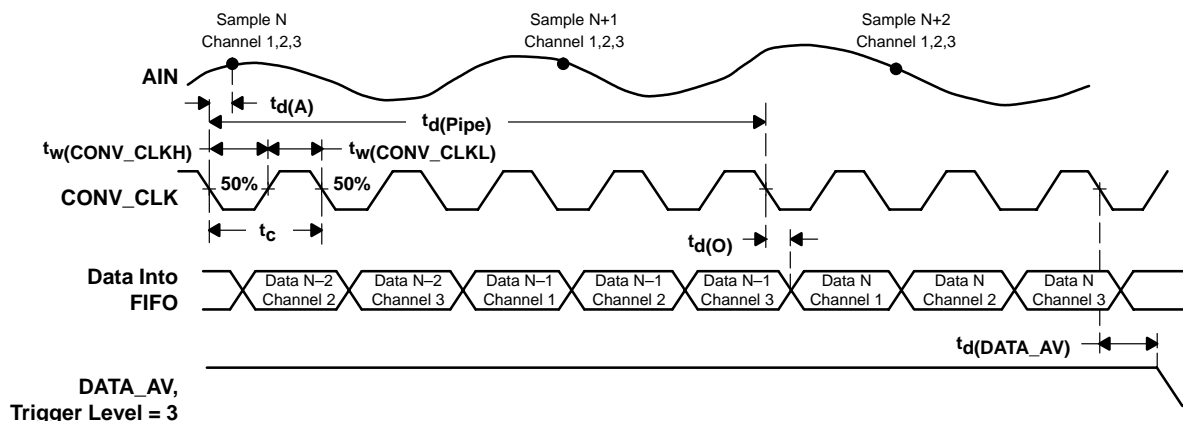 Sample N
Channel 1,2,3
Sample N+1
Channel 1,2,3
Sample N+2
Channel 1,2,3
AIN
td(A)
td(Pipe)
tw(CONV_CLKH)
tw(CONV_CLKL)
50%
50%
CONV_CLK
tc
td(O)
Data Into
FIFO
Data N–2
Channel 2
Data N–2
Channel 3
Data N–1
Channel 1
Data N–1
Channel 2
Data N–1
Channel 3
Data N
Channel 1
Data N
Channel 2
Data N
Channel 3
td(DATA_AV)
DATA_AV,
Trigger Level = 3